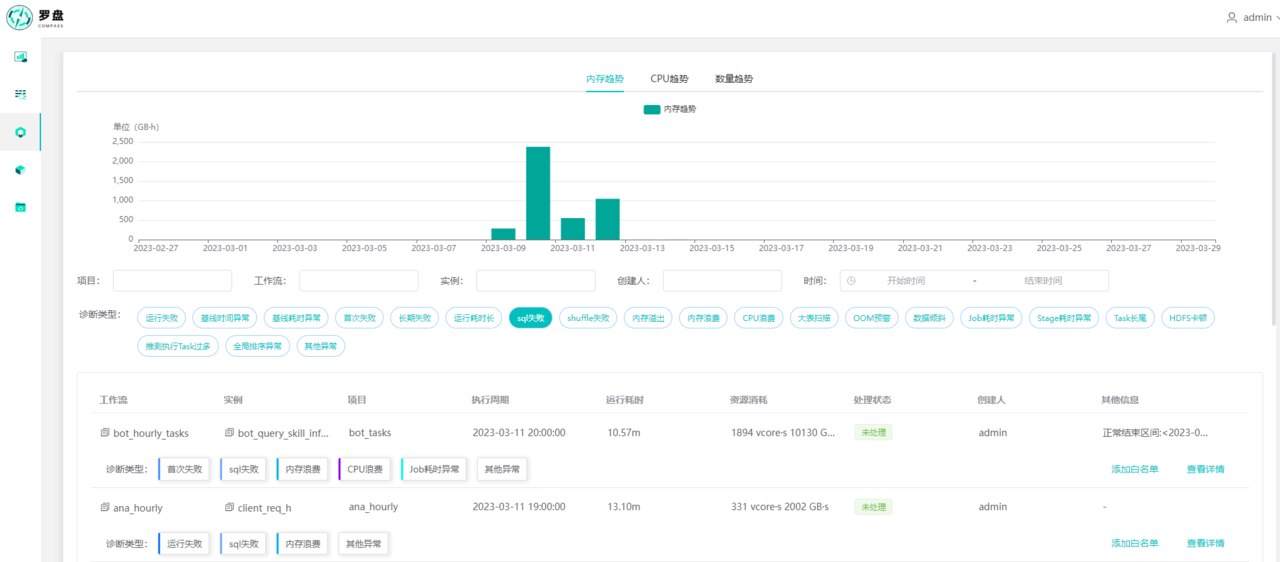 罗盘
COMPASS
admin
内存趋势 CPU趋势 数量趋势
内存趋势
单位（GB·h）
2,500
2,000
1,500
1,000
500
0
2023-02-27 2023-03-01 2023-03-03 2023-03-05 2023-03-07 2023-03-09 2023-03-11 2023-03-13 2023-03-15 2023-03-17 2023-03-19 2023-03-21 2023-03-23 2023-03-25 2023-03-27 2023-03-29
项目： 工作流： 实例： 创建人： 时间： 开始时间 - 结束时间
诊断类型： 运行失败 基线时间异常 基线耗时异常 首次失败 长期失败 运行耗时长 sql失败 shuffle失败 内存溢出 内存浪费 CPU浪费 大表扫描 OOM预警 数据倾斜 Job耗时异常 Stage耗时异常 Task长尾 HDFS卡顿
推测执行Task过多 全局排序异常 其他异常
工作流 实例 项目 执行周期 运行耗时 资源消耗 处理状态 创建人 其他信息
bot_hourly_tasks bot_query_skill_inf... bot_tasks 2023-03-11 20:00:00 10.57m 1894 vcore·s 10130 G... 未处理 admin 正常结束区间:<2023-0...
诊断类型： 首次失败 sql失败 内存浪费 CPU浪费 Job耗时异常 其他异常 添加白名单 查看详情
ana_hourly client_req_h ana_hourly 2023-03-11 19:00:00 13.10m 331 vcore·s 2002 GB·s 未处理 admin -
诊断类型： 运行失败 sql失败 内存浪费 其他异常 添加白名单 查看详情